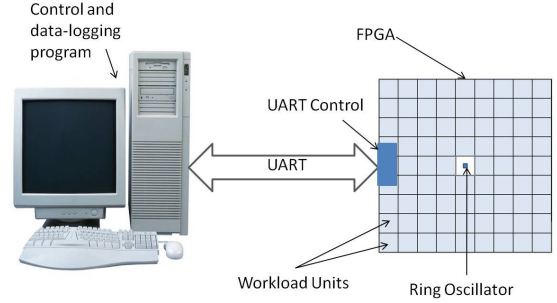 Control and
data-logging
program
FPGA
UART Control
UART
Workload Units
Ring Oscillator